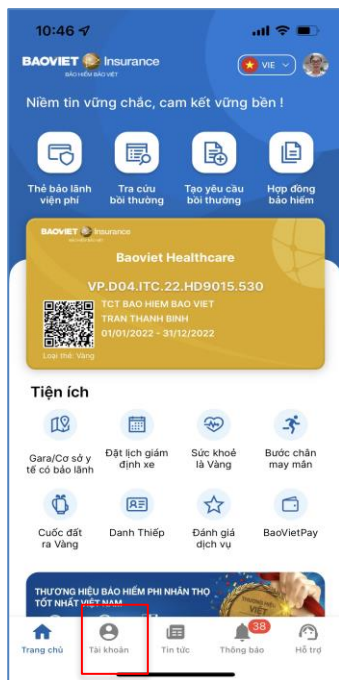 10:46
BAOVIET Insurance
BẢO HIỂM BẢO VIỆT
VIE
Niềm tin vững chắc, cam kết vững bền !
Thẻ bảo lãnh viện phí
Tra cứu bồi thường
Tạo yêu cầu bồi thường
Hợp đồng bảo hiểm
BAOVIET Insurance
Baoviet Healthcare
VP.D04.ITC.22.HD9015.530
TCT BAO HIEM BAO VIET
TRAN THANH BINH
01/01/2022 - 31/12/2022
Loại thẻ: Vàng
Tiện ích
Gara/Cơ sở y tế có bảo lãnh
Đặt lịch giám định xe
Sức khoẻ là Vàng
Bước chân may mắn
Cuốc đất ra Vàng
Danh Thiếp
Đánh giá dịch vụ
BaoVietPay
THƯƠNG HIỆU BẢO HIỂM PHI NHÂN THỌ
TỐT NHẤT VIỆT NAM
38
Trang chủ
Tài khoản
Tin tức
Thông báo
Hỗ trợ